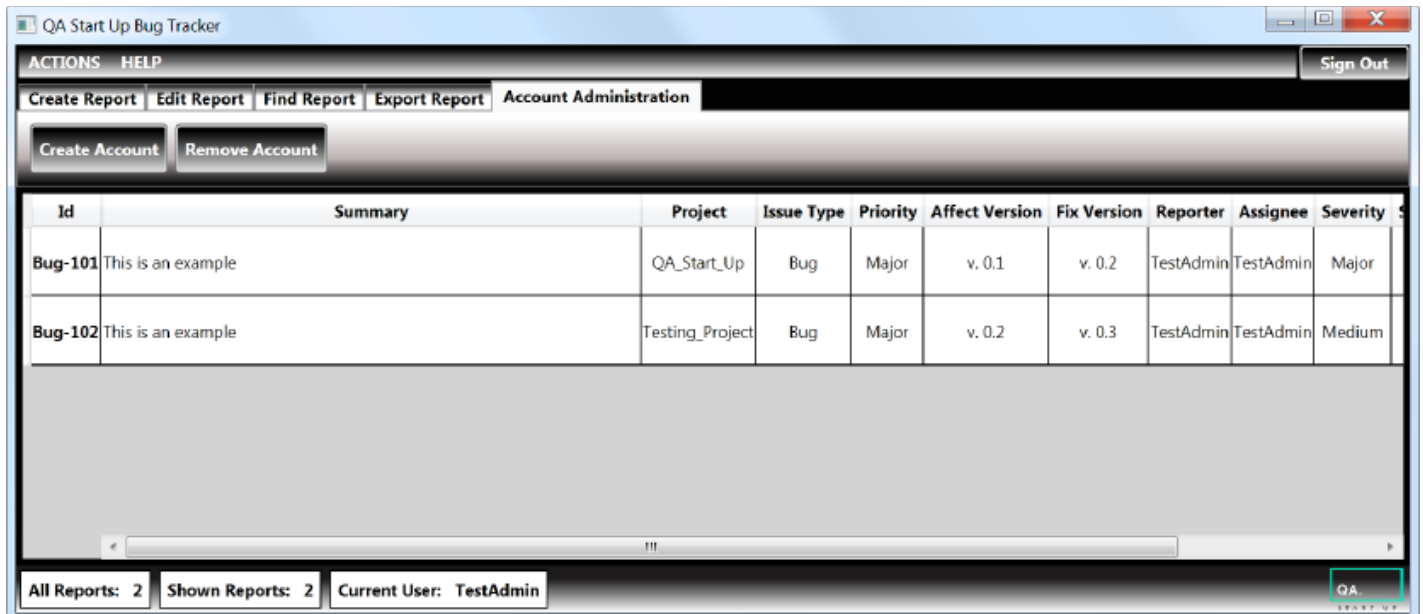 QA Start Up Bug Tracker
ACTIONS HELP Sign Out
Create Report Edit Report Find Report Export Report Account Administration
Create Account Remove Account
Id Summary Project Issue Type Priority Affect Version Fix Version Reporter Assignee Severity
Bug-101 This is an example QA_Start_Up Bug Major v. 0.1 v. 0.2 TestAdmin TestAdmin Major
Bug-102 This is an example Testing_Project Bug Major v. 0.2 v. 0.3 TestAdmin TestAdmin Medium
All Reports: 2 Shown Reports: 2 Current User: TestAdmin QA.
START UP